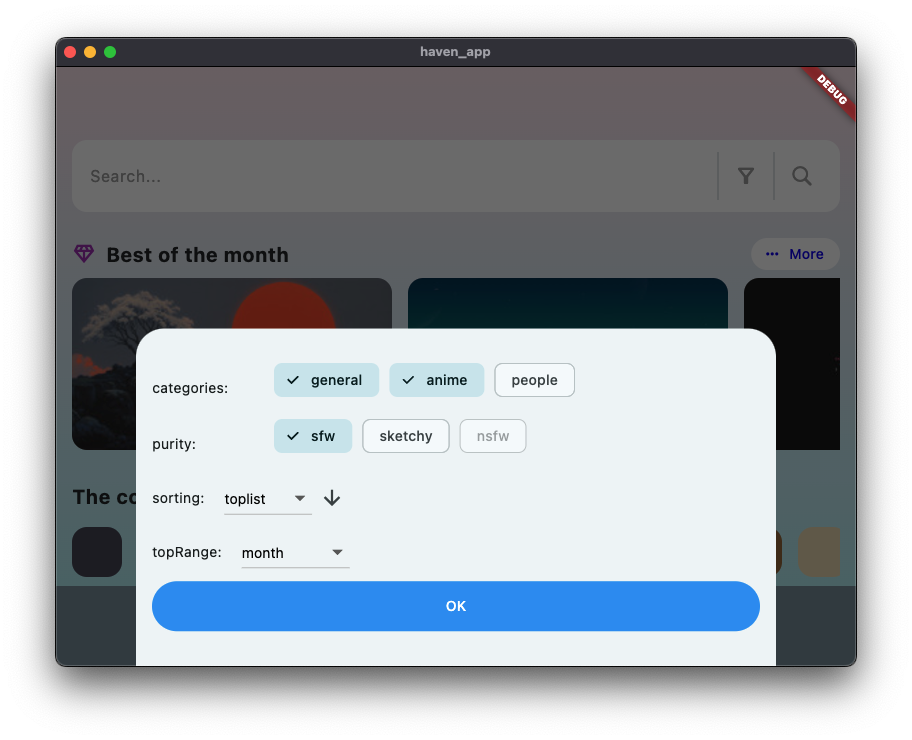 haven_app
DEBUG
Search...
Best of the month
More
categories: general anime people
purity: sfw sketchy nsfw
The co
sorting: toplist
topRange: month
OK